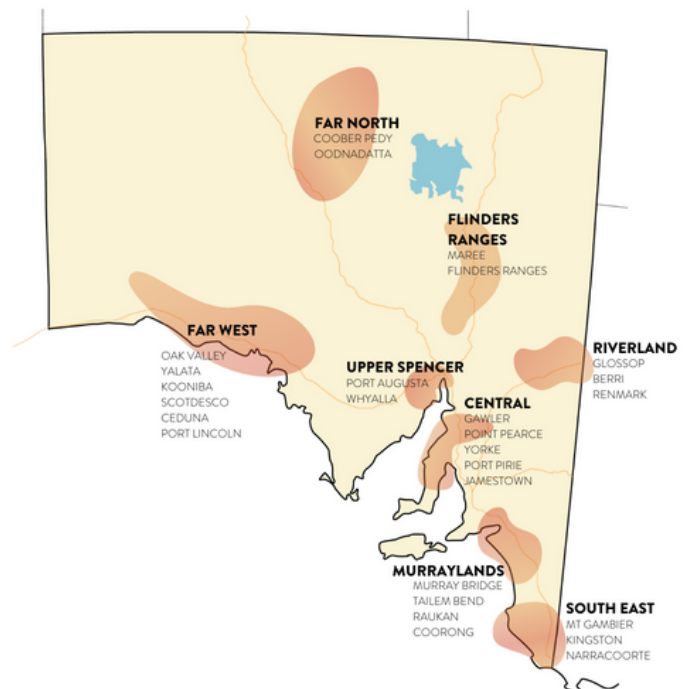 FAR NORTH
COOBER PEDY
OODNADATTA
FLINDERS
RANGES
MAREE
FLINDERS RANGES
FAR WEST
OAK VALLEY
YALATA
KOONIBA
SCOTDESCO
CEDUNA
PORT LINCOLN
UPPER SPENCER
PORT AUGUSTA
WHYALLA
RIVERLAND
GLOSSOP
BERRI
RENMARK
CENTRAL
GAWLER
POINT PEARCE
YORKE
PORT PIRIE
JAMESTOWN
MURRAYLANDS
MURRAY BRIDGE
TAILEM BEND
RAUKAN
COORONG
SOUTH EAST
MT GAMBIER
KINGSTON
NARRACOORTE